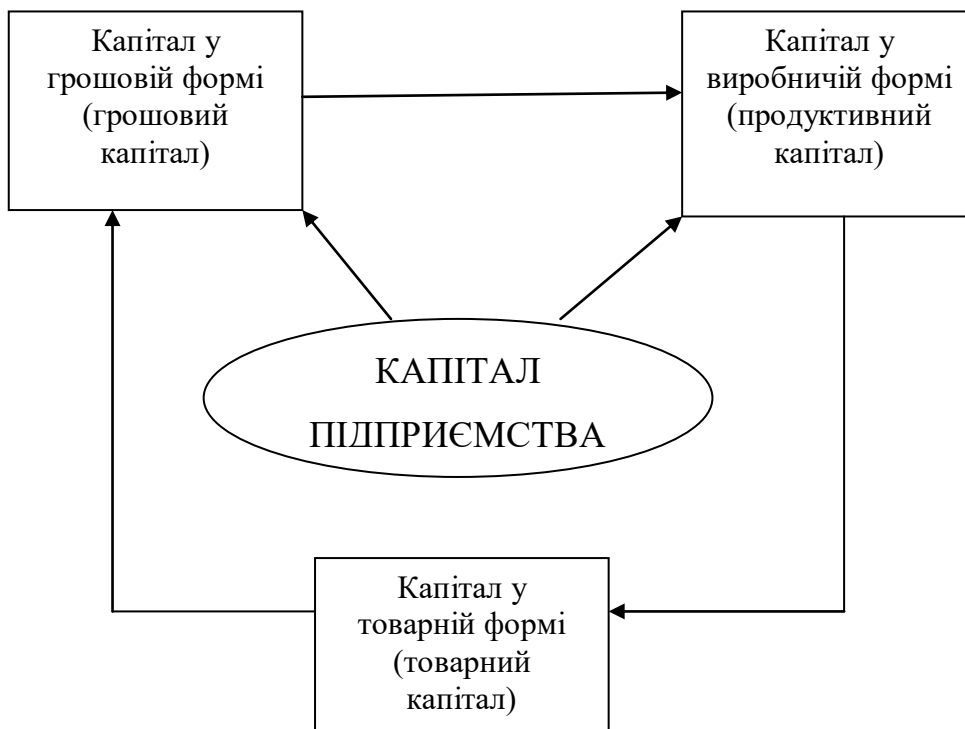 Капітал у
грошовій формі
(грошовий
капітал)
Капітал у
виробничій формі
(продуктивний
капітал)
КАПІТАЛ
ПІДПРИЄМСТВА
Капітал у
товарній формі
(товарний
капітал)